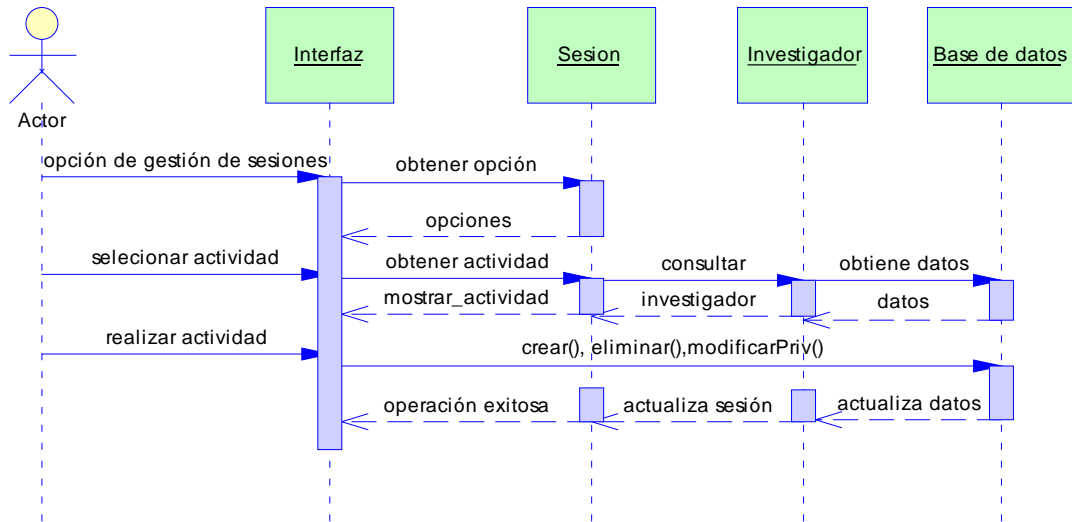 Interfaz
Sesion
Investigador
Base de datos
Actor
opción de gestión de sesiones
obtener opción
opciones
selecionar actividad
obtener actividad
consultar
obtiene datos
mostrar_actividad
investigador
datos
realizar actividad
crear(), eliminar(),modificarPriv()
operación exitosa
actualiza sesión
actualiza datos